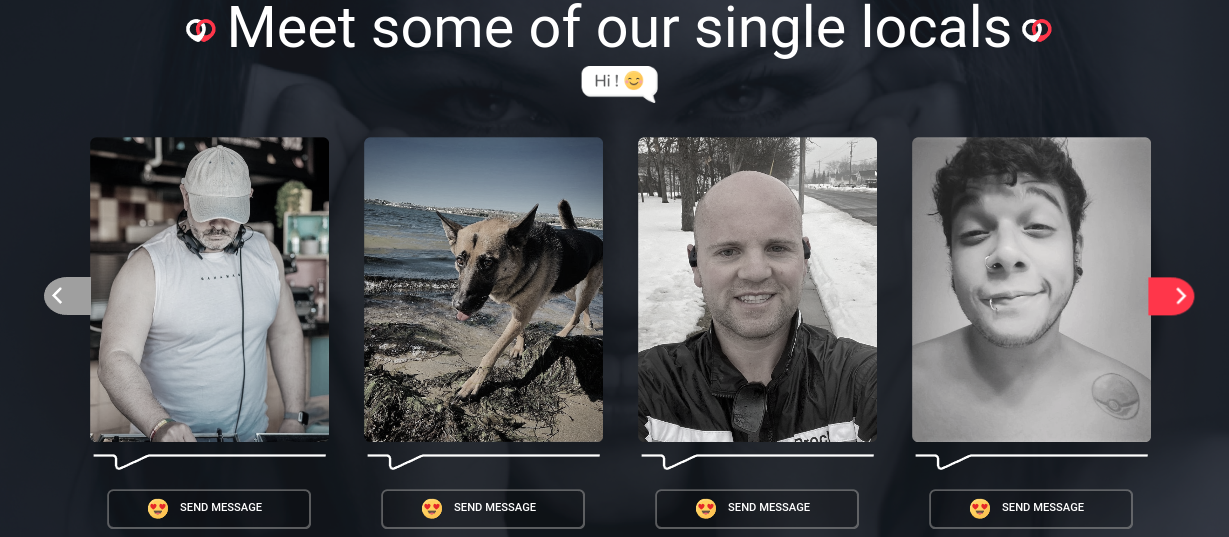 Meet some of our single locals
Hi ! 😊
SEND MESSAGE
SEND MESSAGE
SEND MESSAGE
SEND MESSAGE